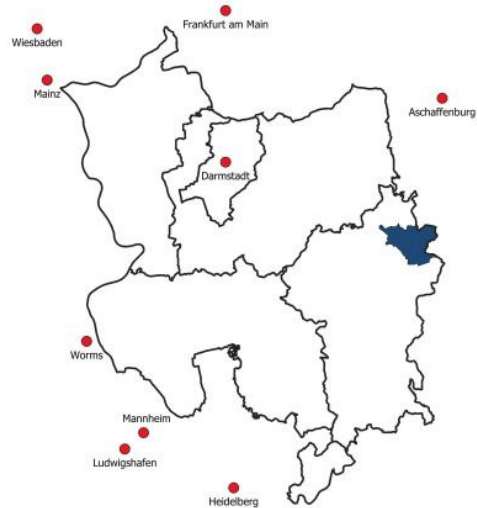 Frankfurt am Main
Wiesbaden
Mainz
Aschaffenburg
Darmstadt
Worms
Mannheim
Ludwigshafen
Heidelberg